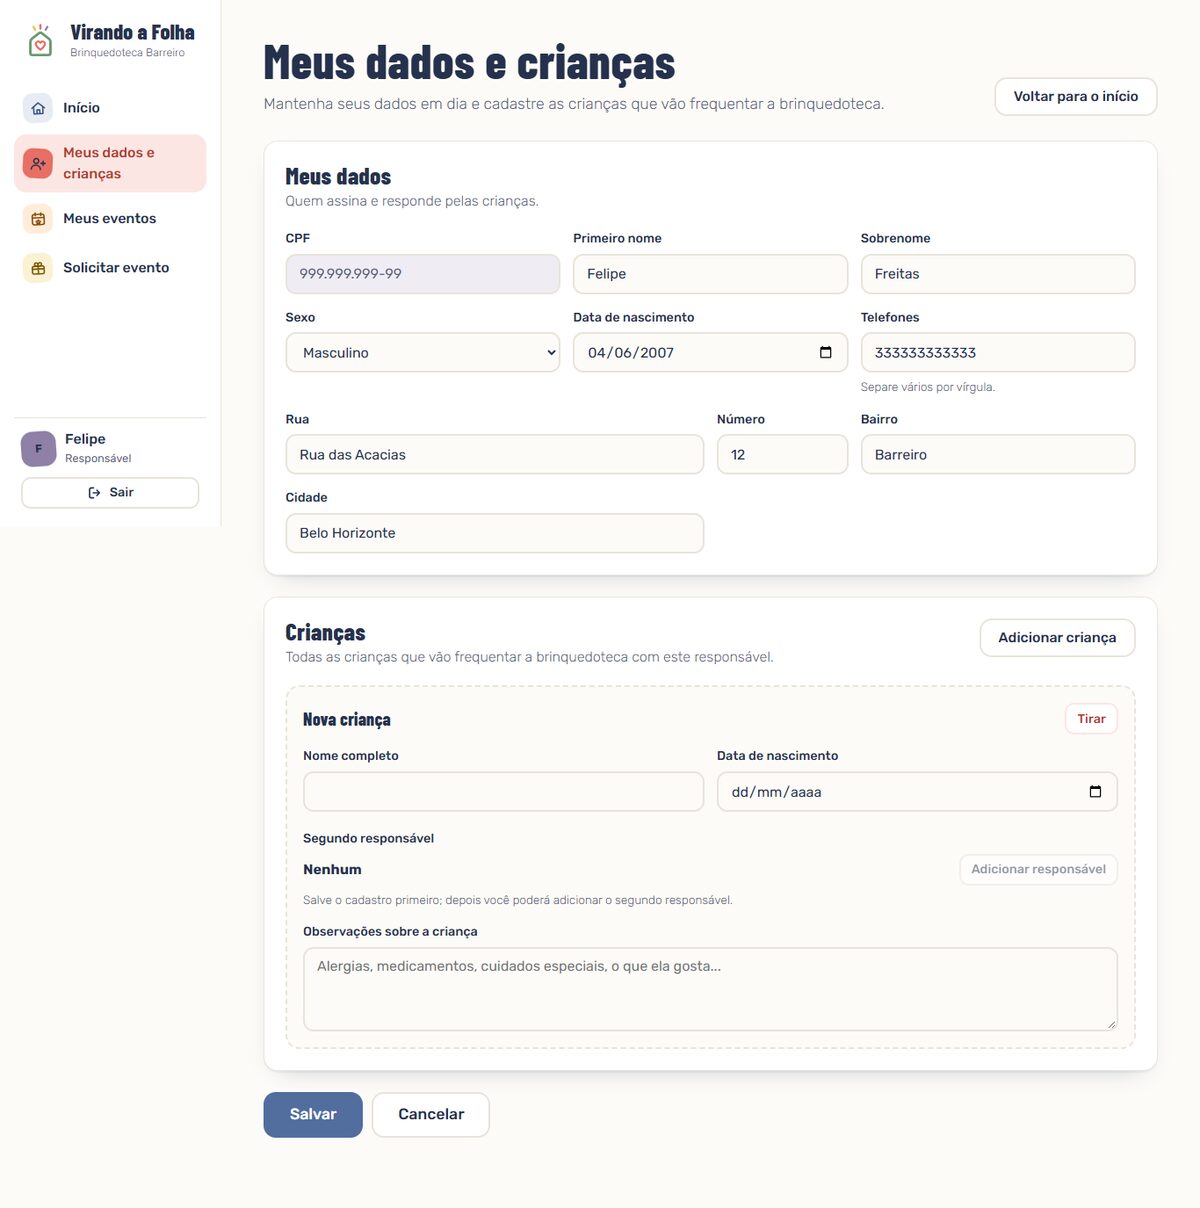 Virando a Folha
Brinquedoteca Barreiro
Início
Meus dados e
crianças
Meus eventos
Solicitar evento
F
Felipe
Responsável
Sair
Meus dados e crianças
Mantenha seus dados em dia e cadastre as crianças que vão frequentar a brinquedoteca.
Voltar para o início
Meus dados
Quem assina e responde pelas crianças.
CPF
999.999.999-99
Primeiro nome
Felipe
Sobrenome
Freitas
Sexo
Masculino
Data de nascimento
04/06/2007
Telefones
333333333333
Separe vários por vírgula.
Rua
Rua das Acacias
Número
12
Bairro
Barreiro
Cidade
Belo Horizonte
Crianças
Todas as crianças que vão frequentar a brinquedoteca com este responsável.
Adicionar criança
Nova criança
Tirar
Nome completo
Data de nascimento
dd/mm/aaaa
Segundo responsável
Nenhum
Adicionar responsável
Salve o cadastro primeiro; depois você poderá adicionar o segundo responsável.
Observações sobre a criança
Alergias, medicamentos, cuidados especiais, o que ela gosta...
Salvar
Cancelar